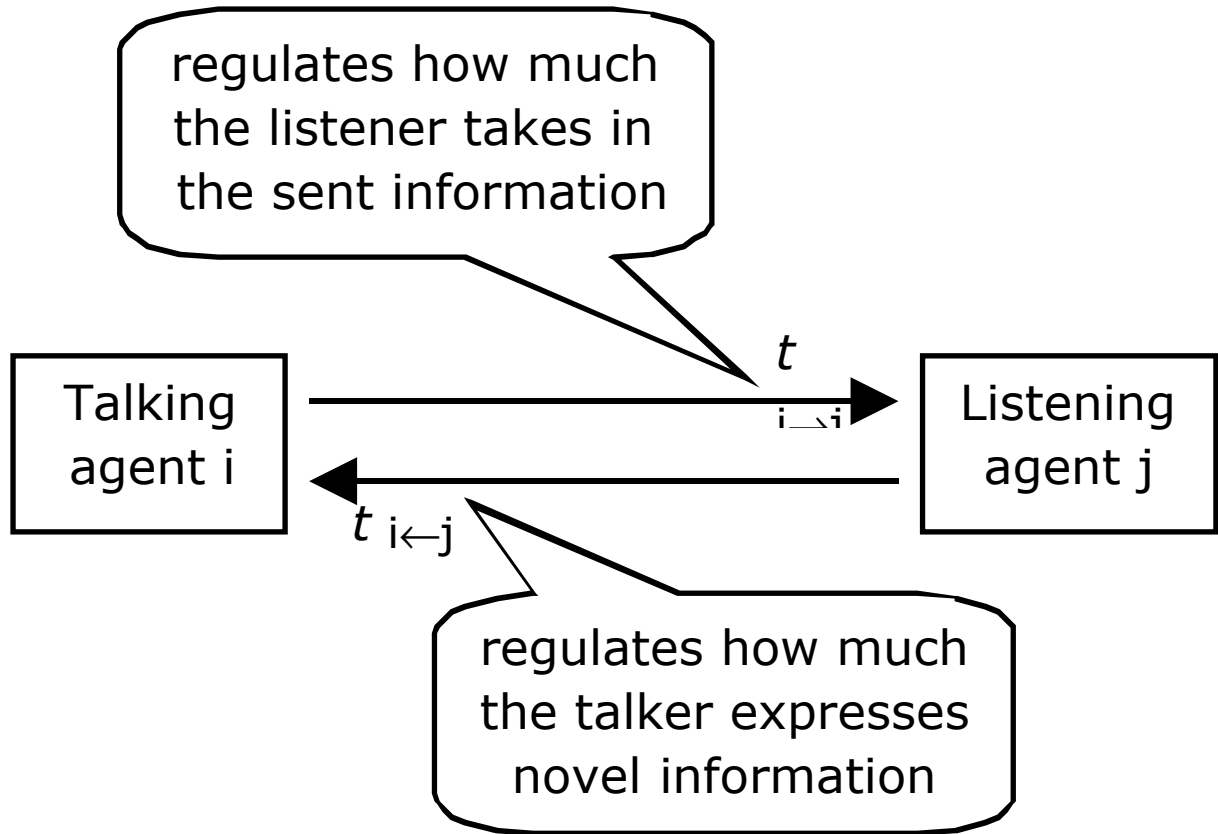 regulates how much
the listener takes in
the sent information
t
Talking
agent i
Listening
agent j
t i←j
regulates how much
the talker expresses
novel information